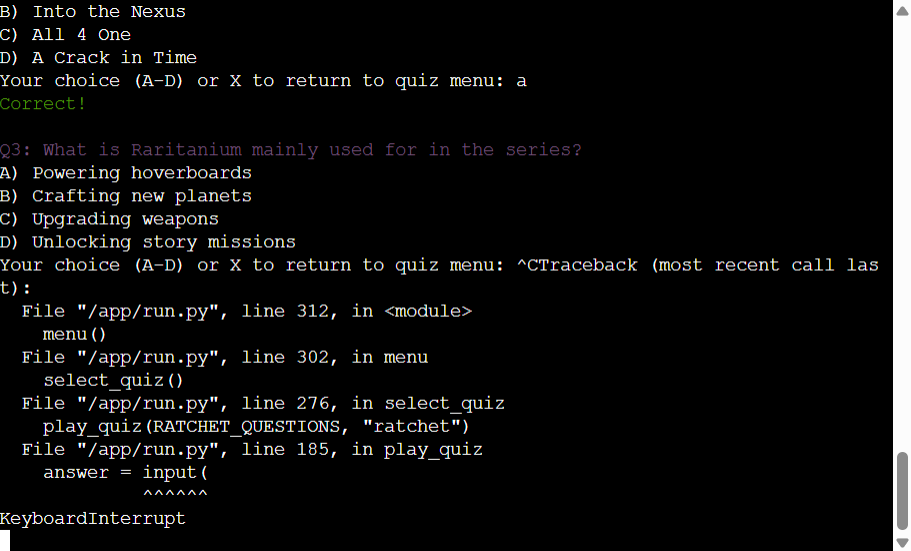 B) Into the Nexus
C) All 4 One
D) A Crack in Time
Your choice (A-D) or X to return to quiz menu: a
Correct!

Q3: What is Raritanium mainly used for in the series?
A) Powering hoverboards
B) Crafting new planets
C) Upgrading weapons
D) Unlocking story missions
Your choice (A-D) or X to return to quiz menu: ^CTraceback (most recent call las
t):
  File "/app/run.py", line 312, in <module>
    menu()
  File "/app/run.py", line 302, in menu
    select_quiz()
  File "/app/run.py", line 276, in select_quiz
    play_quiz(RATCHET_QUESTIONS, "ratchet")
  File "/app/run.py", line 185, in play_quiz
    answer = input(
             ^^^^^^
KeyboardInterrupt